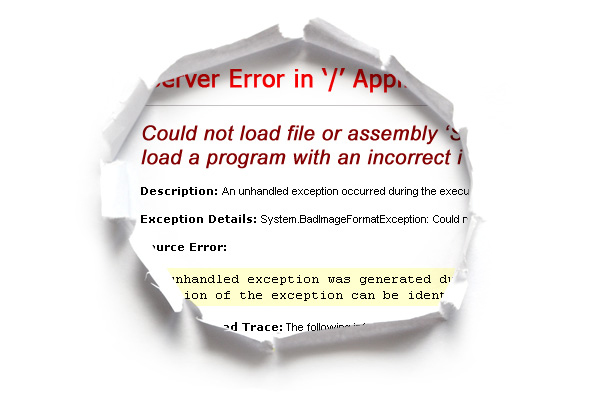 Server Error in ‘/’ Appli
Could not load file or assembly ‘S
load a program with an incorrect i
Description: An unhandled exception occurred during the execu
Exception Details: System.BadImageFormatException: Could n
ource Error:
unhandled exception was generated du
ion of the exception can be ident
ed Trace: The following